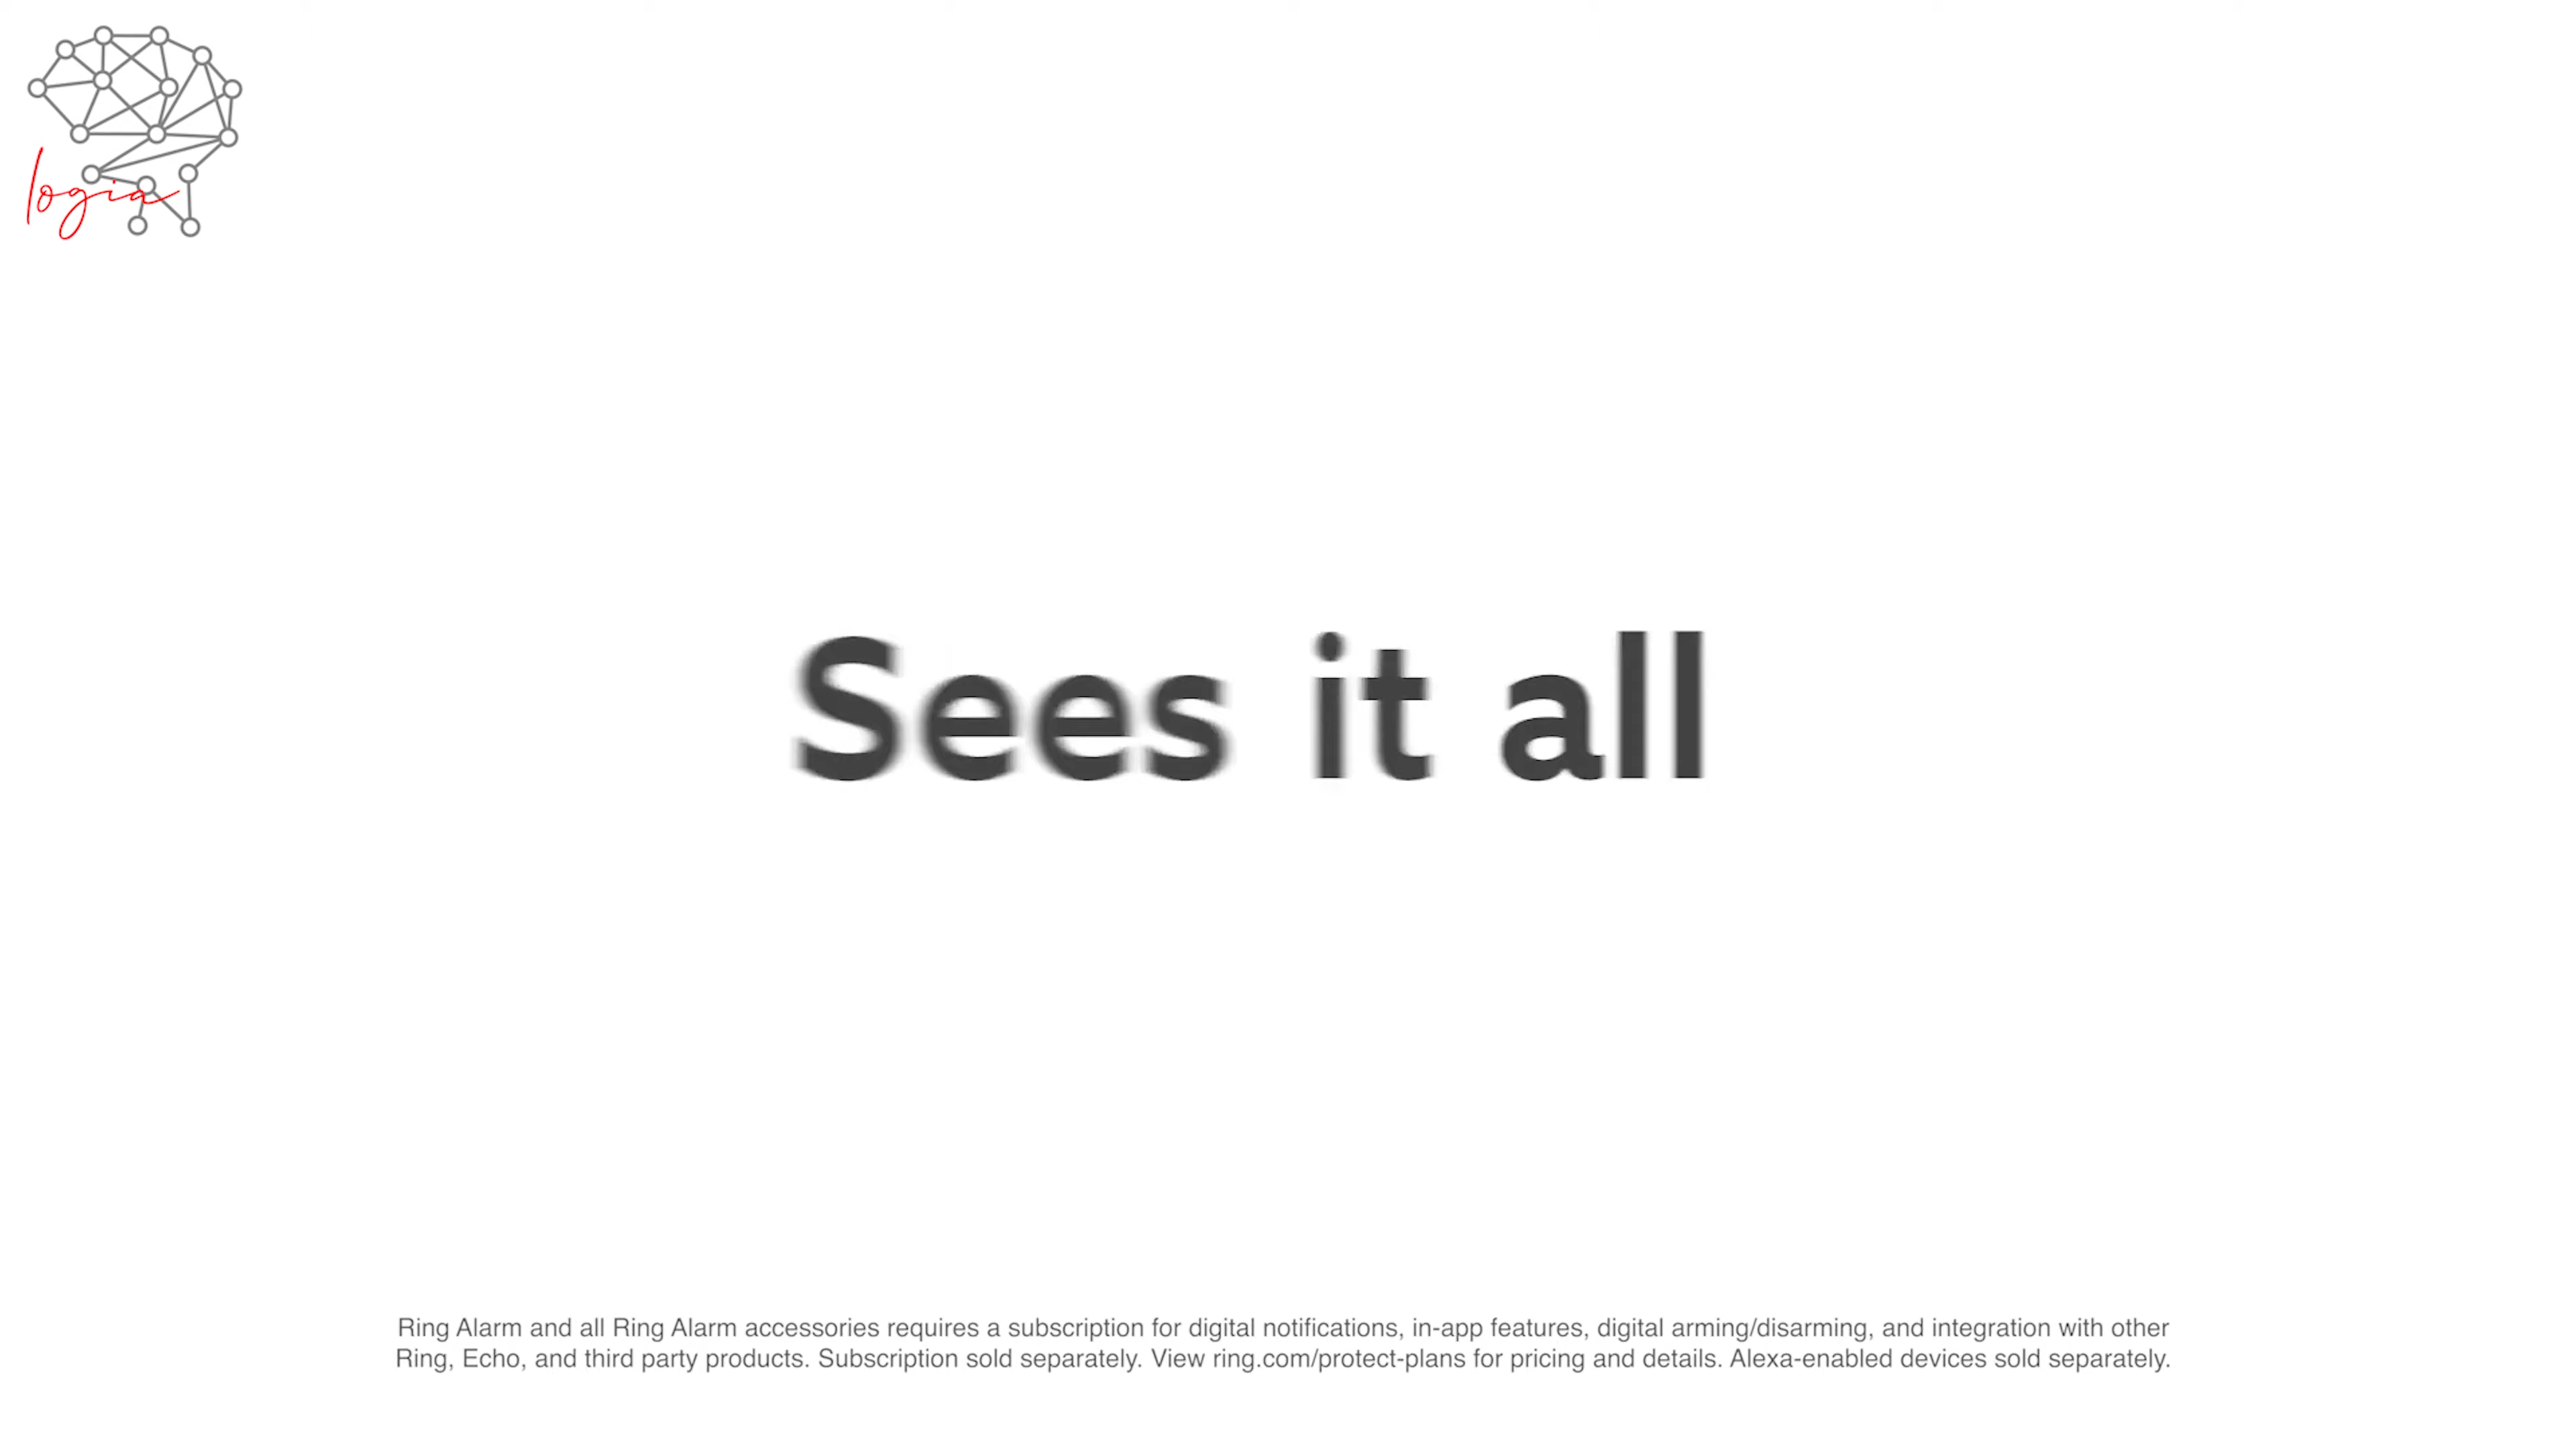 logia
Sees it all
Ring Alarm and all Ring Alarm accessories requires a subscription for digital notifications, in-app features, digital arming/disarming, and integration with other
Ring, Echo, and third party products. Subscription sold separately. View ring.com/protect-plans for pricing and details. Alexa-enabled devices sold separately.